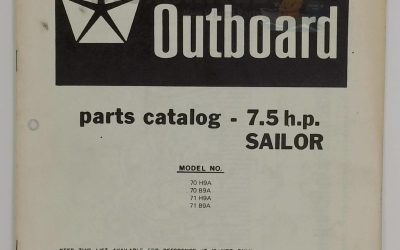 Outboard
parts catalog - 7.5 h.p.
SAILOR
MODEL NO.
70 H9A
70 B9A
71 H9A
71 B9A